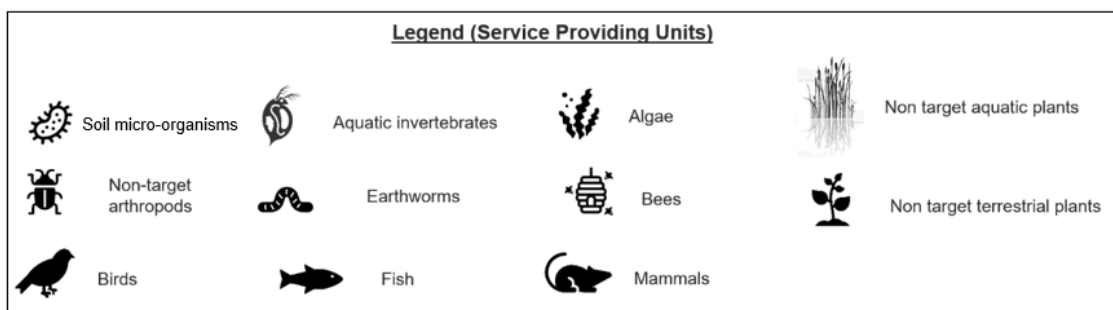 Legend (Service Providing Units)
Soil micro-organisms
Aquatic invertebrates
Algae
Non target aquatic plants
Non-target
arthropods
Earthworms
Bees
Non target terrestrial plants
Birds
Fish
Mammals